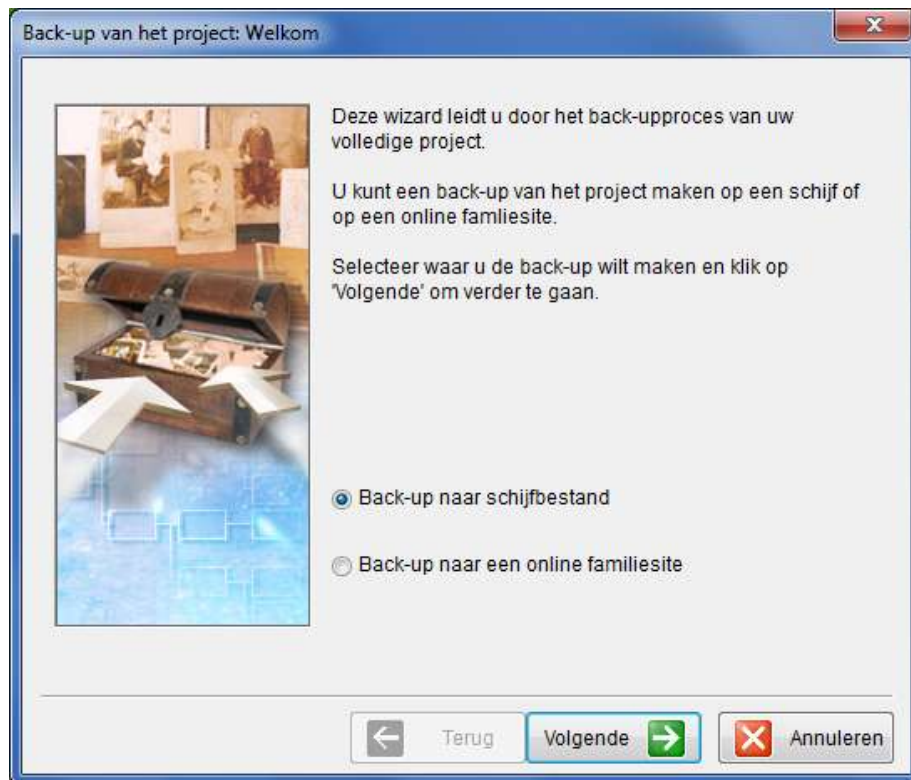 Back-up van het project: Welkom
Deze wizard leidt u door het back-upproces van uw
volledige project.
U kunt een back-up van het project maken op een schijf of
op een online famliesite.
Selecteer waar u de back-up wilt maken en klik op
'Volgende' om verder te gaan.
Back-up naar schijfbestand
Back-up naar een online familiesite
Terug
Volgende
Annuleren